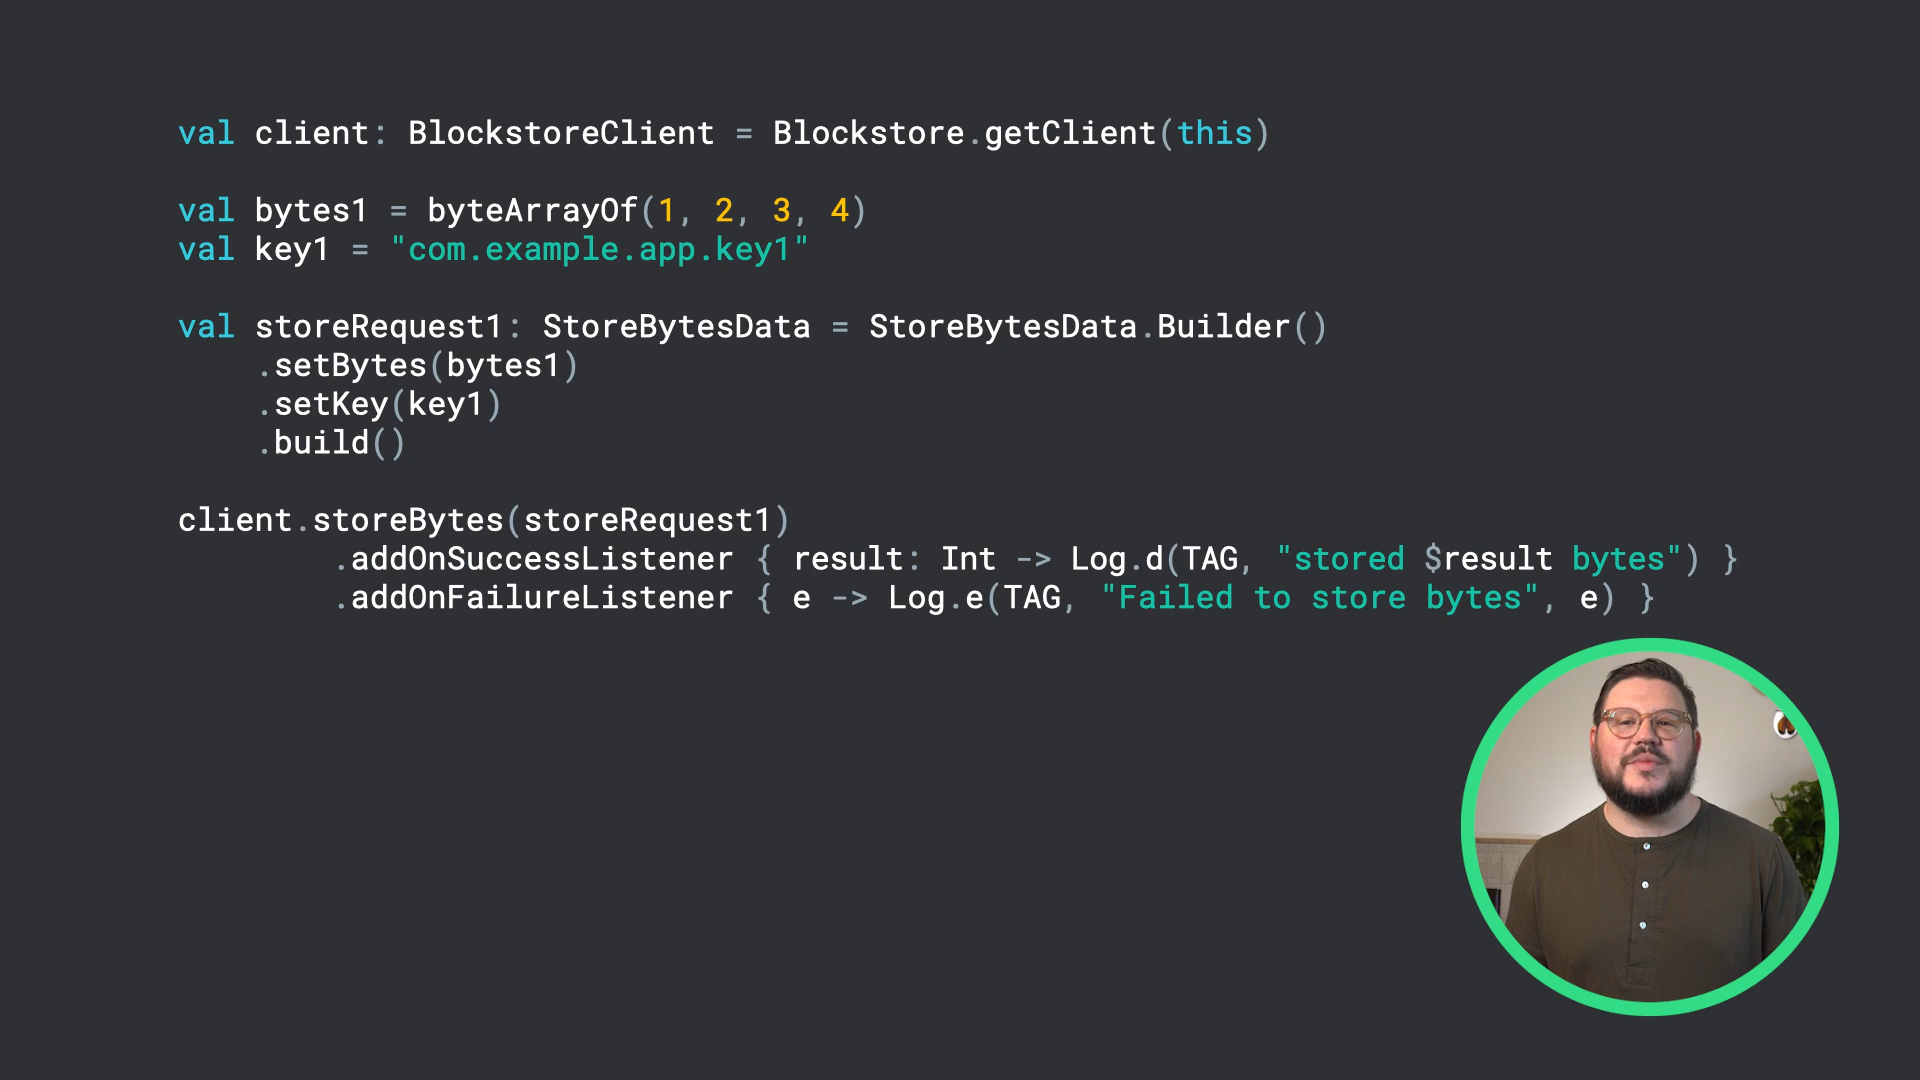 val client: BlockstoreClient = Blockstore.getClient(this)
val bytes1 = byteArrayOf(1, 2, 3, 4)
val key1 = "com.example.app.key1"
val storeRequest1: StoreBytesData = StoreBytesData.Builder()
.setBytes(bytes1)
.setKey(key1)
.build()
client.storeBytes(storeRequest1)
.addOnSuccessListener { result: Int -> Log.d(TAG, "stored $result bytes") }
.addOnFailureListener { e -> Log.e(TAG, "Failed to store bytes", e) }